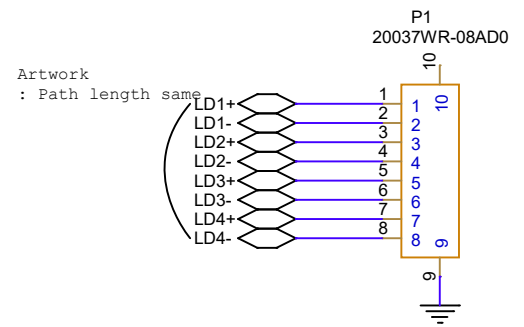 P1
20037WR-08AD0
10
10
Artwork
: Path length same
LD1+ 1 1
LD1- 2 2
LD2+ 3 3
LD2- 4 4
LD3+ 5 5
LD3- 6 6
LD4+ 7 7
LD4- 8 8
9
9